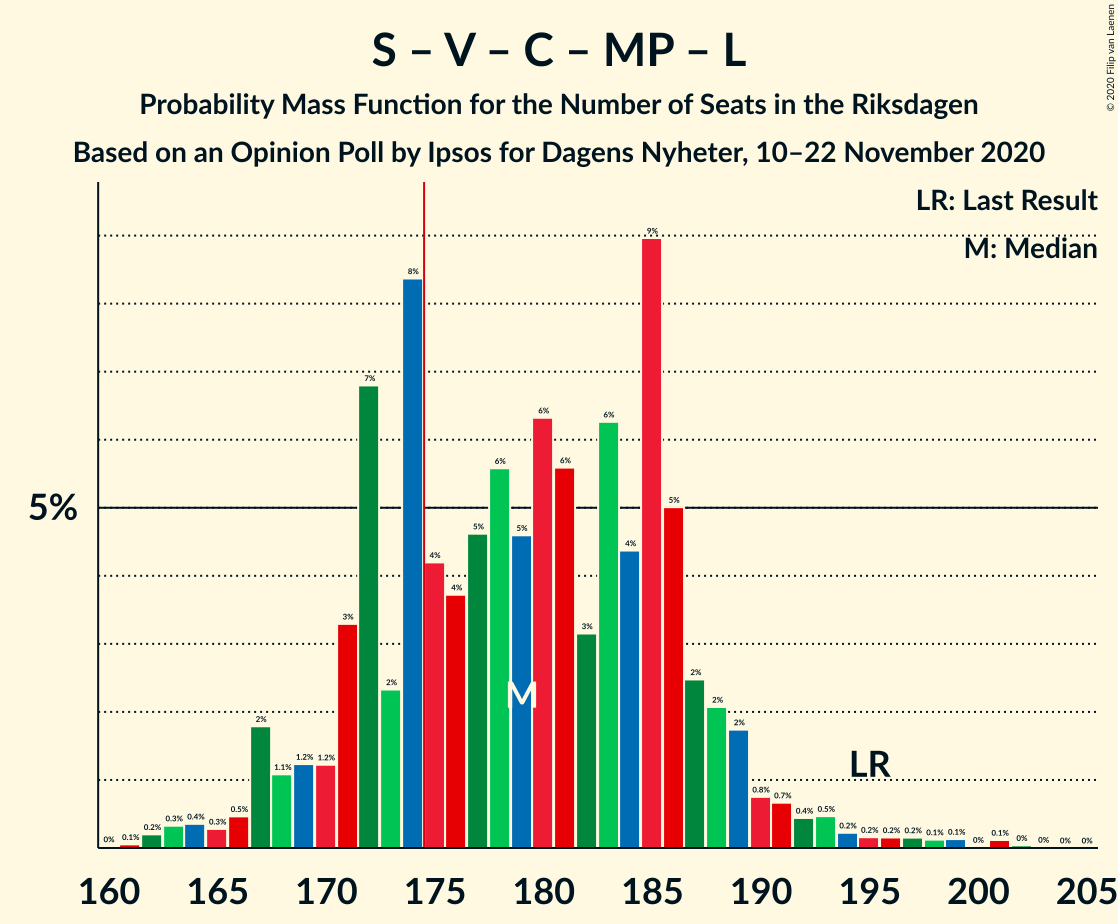 S – V – C – MP – L
Probability Mass Function for the Number of Seats in the Riksdagen
Based on an Opinion Poll by Ipsos for Dagens Nyheter, 10–22 November 2020
© 2020 Filip van Laenen
LR: Last Result
M: Median
5%
0% 0.1% 0.2% 0.3% 0.4% 0.3% 0.5% 2% 1.1% 1.2% 1.2% 3% 7% 2% 8% 4% 4% 5% 6% 5% 6% 6% 3% 6% 4% 9% 5% 2% 2% 2% 0.8% 0.7% 0.4% 0.5% 0.2% 0.2% 0.2% 0.2% 0.1% 0.1% 0% 0.1% 0% 0% 0% 0%
M
LR
160 165 170 175 180 185 190 195 200 205